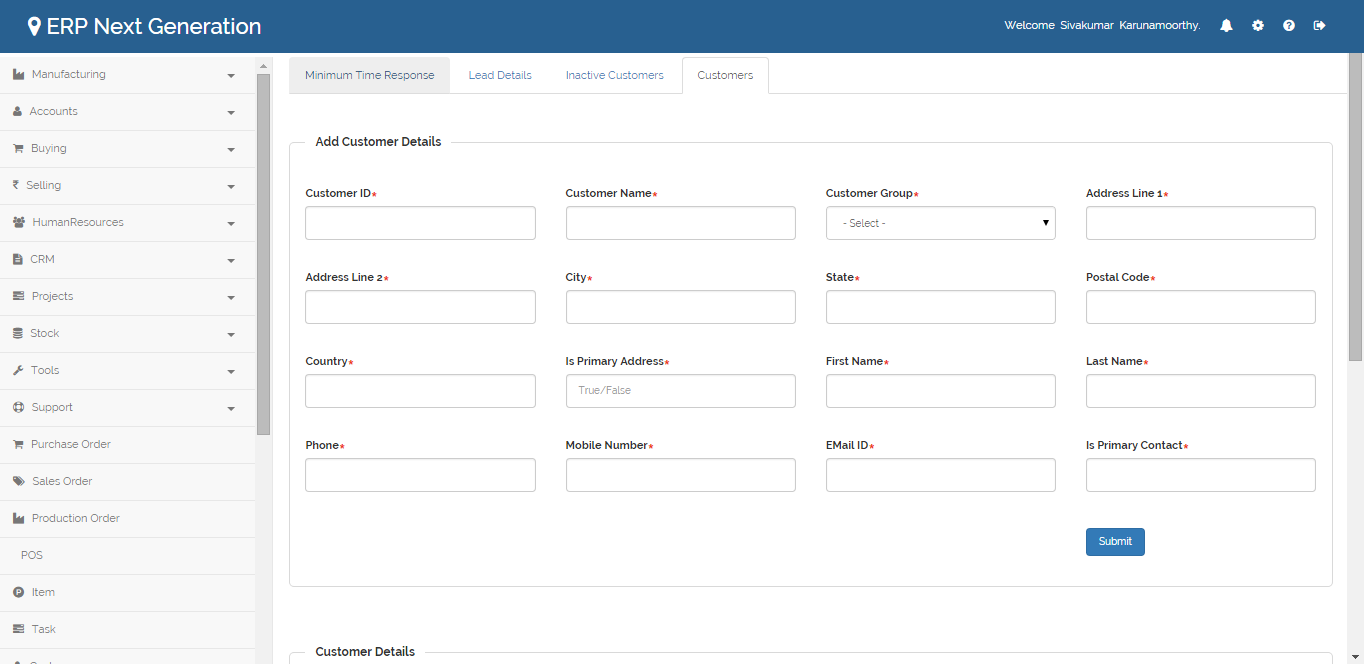 ERP Next Generation
Welcome Sivakumar Karunamoorthy.
Manufacturing
Accounts
Buying
Selling
HumanResources
CRM
Projects
Stock
Tools
Support
Purchase Order
Sales Order
Production Order
POS
Item
Task
Minimum Time Response
Lead Details
Inactive Customers
Customers
Add Customer Details
Customer ID*
Customer Name*
Customer Group*
Address Line 1*
- Select -
Address Line 2*
City*
State*
Postal Code*
Country*
Is Primary Address*
First Name*
Last Name*
True/False
Phone*
Mobile Number*
EMail ID*
Is Primary Contact*
Submit
Customer Details